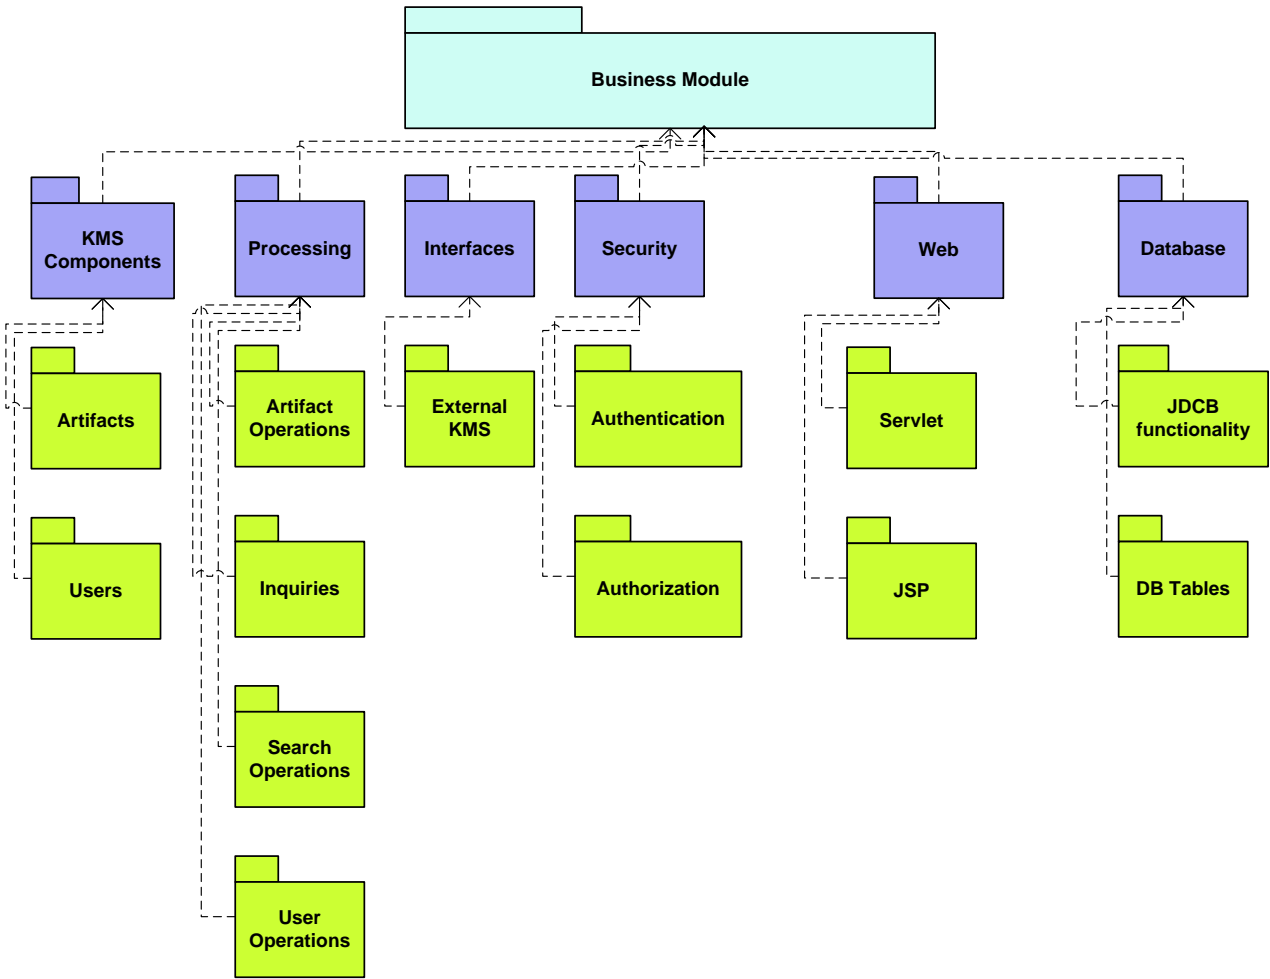 Business Module
KMS
Components
Processing
Interfaces
Security
Web
Database
Artifacts
Artifact
Operations
External
KMS
Authentication
Servlet
JDCB
functionality
Users
Inquiries
Authorization
JSP
DB Tables
Search
Operations
User
Operations